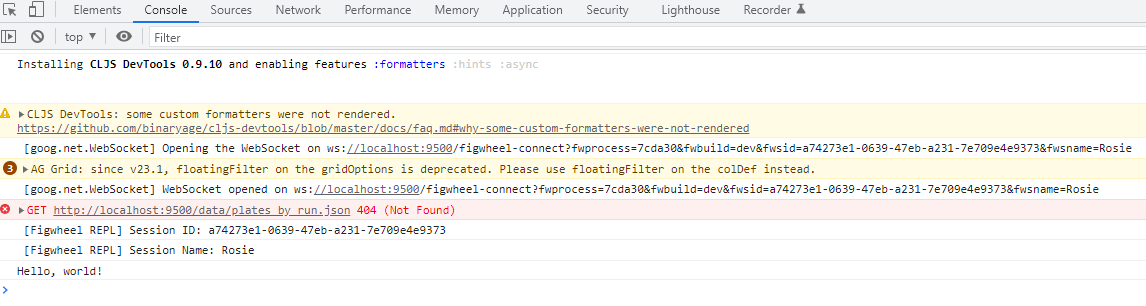 Elements Console Sources Network Performance Memory Application Security Lighthouse Recorder
top Filter
Installing CLJS DevTools 0.9.10 and enabling features :formatters :hints :async
CLJS DevTools: some custom formatters were not rendered.
https://github.com/binaryage/cljs-devtools/blob/master/docs/faq.md#why-some-custom-formatters-were-not-rendered
[goog.net.WebSocket] Opening the WebSocket on ws://localhost:9500/figwheel-connect?fwprocess=7cda30&fwbuild=dev&fwsid=a74273e1-0639-47eb-a231-7e709e4e9373&fwsname=Rosie
3 AG Grid: since v23.1, floatingFilter on the gridOptions is deprecated. Please use floatingFilter on the colDef instead.
[goog.net.WebSocket] WebSocket opened on ws://localhost:9500/figwheel-connect?fwprocess=7cda30&fwbuild=dev&fwsid=a74273e1-0639-47eb-a231-7e709e4e9373&fwsname=Rosie
GET http://localhost:9500/data/plates_by_run.json 404 (Not Found)
[Figwheel REPL] Session ID: a74273e1-0639-47eb-a231-7e709e4e9373
[Figwheel REPL] Session Name: Rosie
Hello, world!